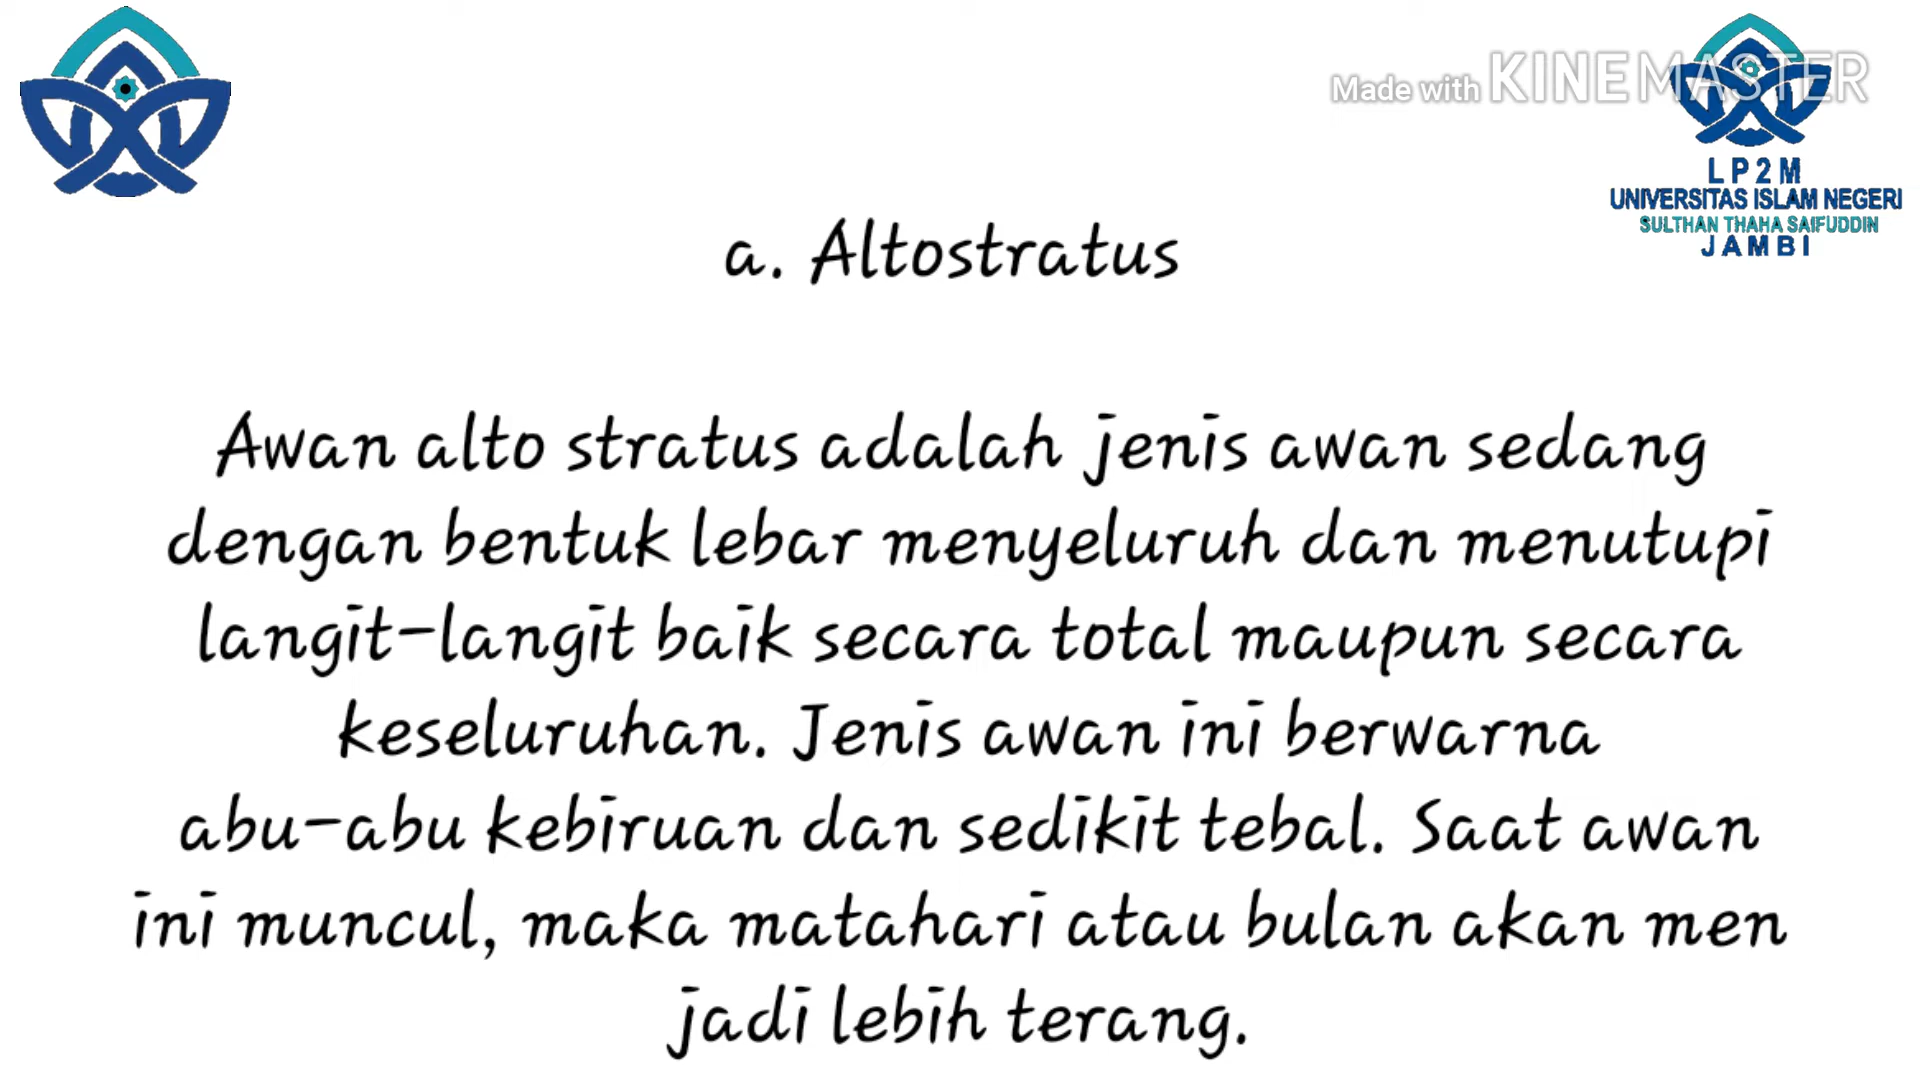 Made with KINEMASTER
LP2M
UNIVERSITAS ISLAM NEGERI
SULTHAN THAHA SAIFUDDIN
JAMBI
a. Altostratus
Awan alto stratus adalah jenis awan sedang
dengan bentuk lebar menyeluruh dan menutupi
langit-langit baik secara total maupun secara
keseluruhan. Jenis awan ini berwarna
abu-abu kebiruan dan sedikit tebal. Saat awan
ini muncul, maka matahari atau bulan akan men
jadi lebih terang.